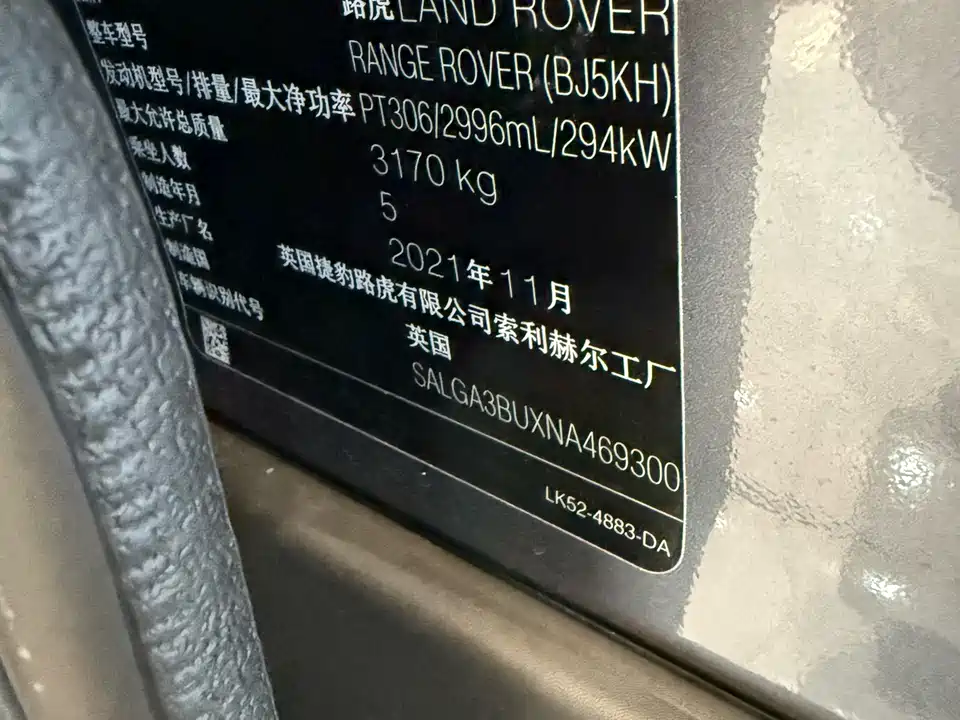 路虎LAND ROVER
整车型号 RANGE ROVER (BJ5KH)
发动机型号/排量/最大净功率 PT306/2996mL/294kW
最大允许总质量 3170 kg
乘坐人数 5
制造年月 2021年11月
生产厂名 英国捷豹路虎有限公司索利赫尔工厂
制造国 英国
车辆识别代号 SALGA3BUXNA469300
LK52-4883-DA